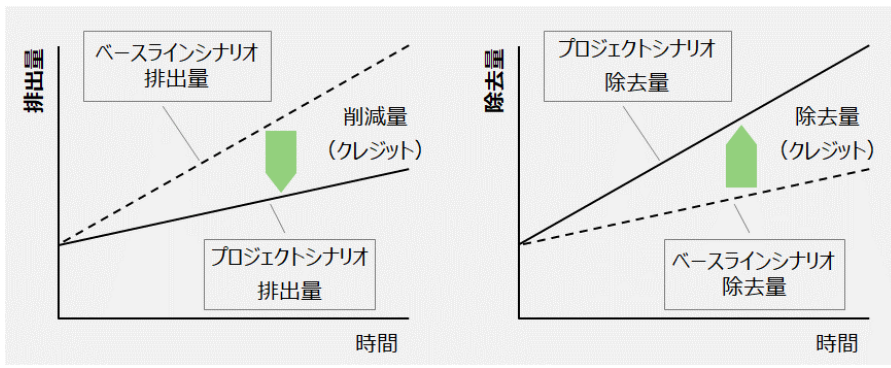 排出量
ベースラインシナリオ
排出量
削減量
（クレジット）
プロジェクトシナリオ
排出量
時間
除去量
プロジェクトシナリオ
除去量
除去量
（クレジット）
ベースラインシナリオ
除去量
時間